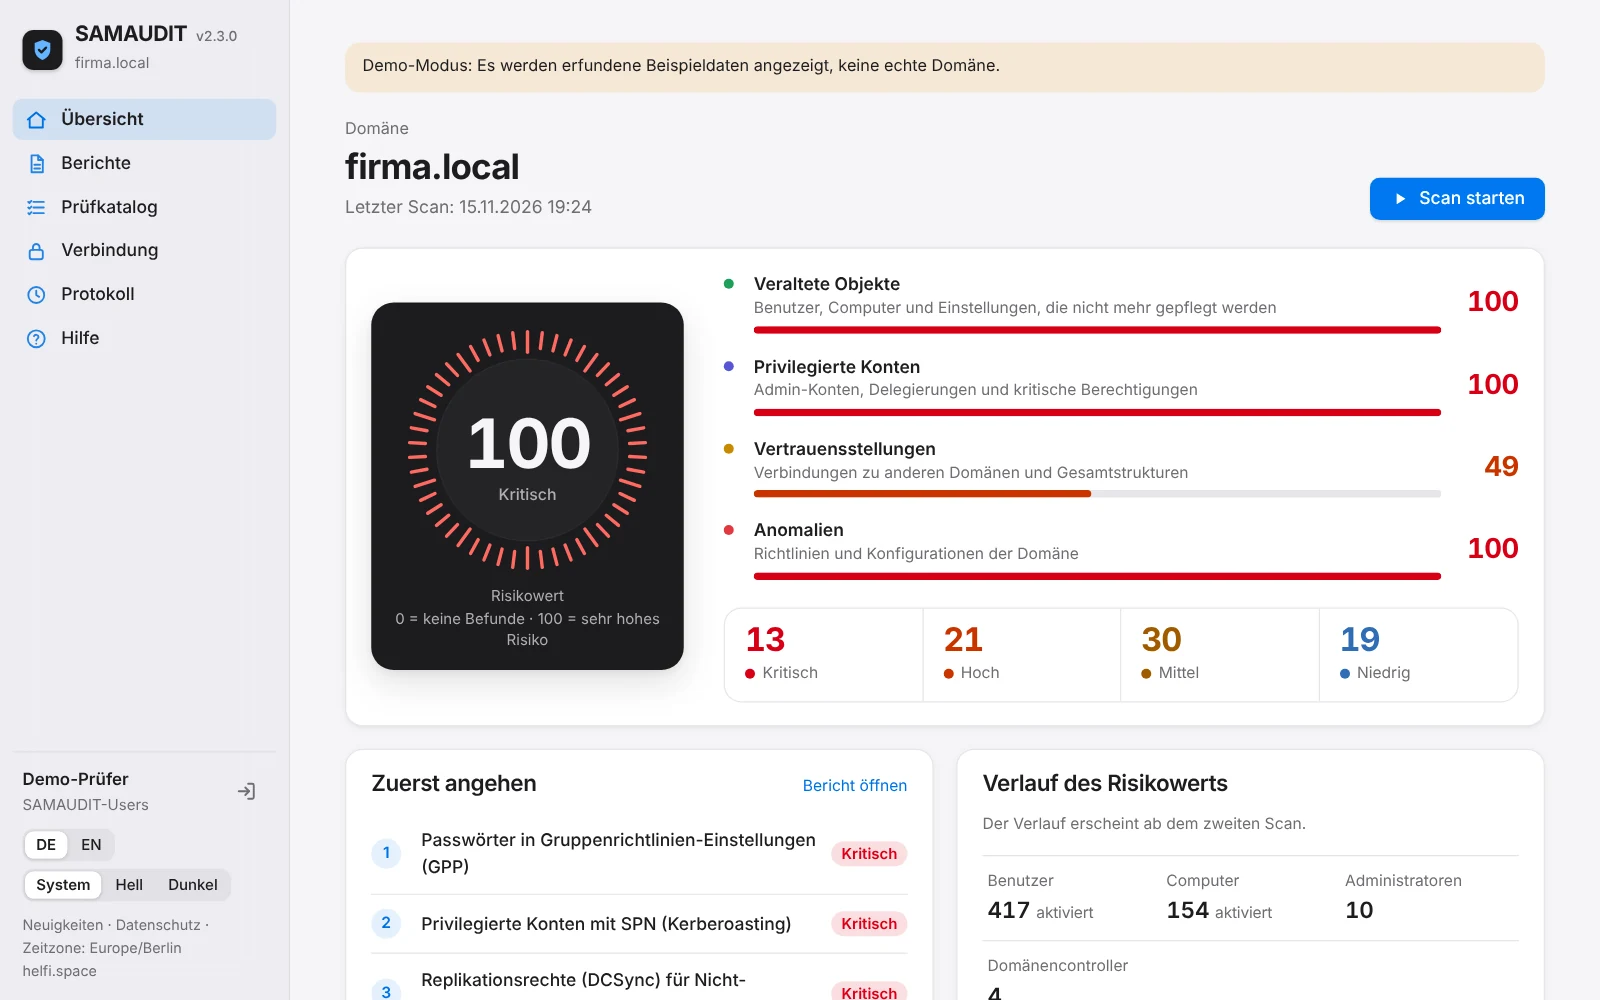 SAMAUDIT v2.3.0
firma.local
Übersicht
Berichte
Prüfkatalog
Verbindung
Protokoll
Hilfe
Demo-Prüfer
SAMAUDIT-Users
DE EN
System Hell Dunkel
Neuigkeiten · Datenschutz ·
Zeitzone: Europe/Berlin
helfi.space
Demo-Modus: Es werden erfundene Beispieldaten angezeigt, keine echte Domäne.
Domäne
firma.local
Letzter Scan: 15.11.2026 19:24
Scan starten
100
Kritisch
Risikowert
0 = keine Befunde · 100 = sehr hohes
Risiko
Veraltete Objekte
Benutzer, Computer und Einstellungen, die nicht mehr gepflegt werden
100
Privilegierte Konten
Admin-Konten, Delegierungen und kritische Berechtigungen
100
Vertrauensstellungen
Verbindungen zu anderen Domänen und Gesamtstrukturen
49
Anomalien
Richtlinien und Konfigurationen der Domäne
100
13
Kritisch
21
Hoch
30
Mittel
19
Niedrig
Zuerst angehen
Bericht öffnen
1
Passwörter in Gruppenrichtlinien-Einstellungen
(GPP)
Kritisch
2
Privilegierte Konten mit SPN (Kerberoasting)
Kritisch
3
Replikationsrechte (DCSync) für Nicht-
Kritisch
Verlauf des Risikowerts
Der Verlauf erscheint ab dem zweiten Scan.
Benutzer
417 aktiviert
Computer
154 aktiviert
Administratoren
10
Domänencontroller
4